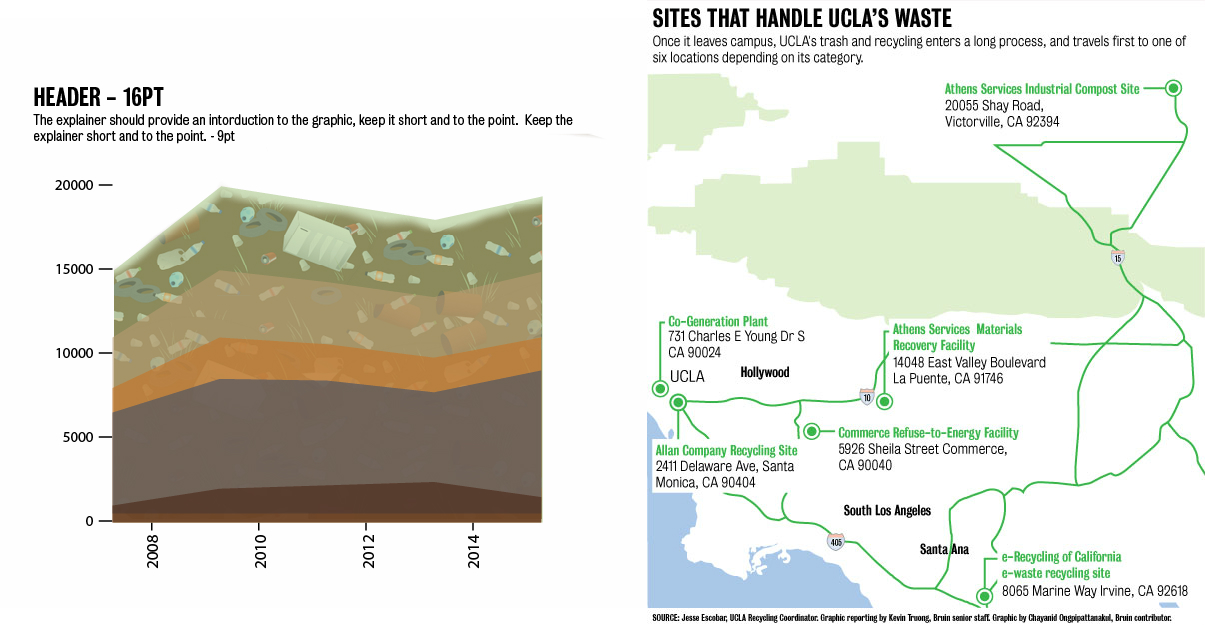 HEADER – 16PT
The explainer should provide an intorduction to the graphic, keep it short and to the point. Keep the
explainer short and to the point. - 9pt
20000
15000
10000
5000
0
2008
2010
2012
2014
SITES THAT HANDLE UCLA'S WASTE
Once it leaves campus, UCLA's trash and recycling enters a long process, and travels first to one of
six locations depending on its category.
Athens Services Industrial Compost Site
20055 Shay Road,
Victorville, CA 92394
15
Co-Generation Plant
731 Charles E Young Dr S
CA 90024
UCLA
Hollywood
Athens Services Materials
Recovery Facility
14048 East Valley Boulevard
La Puente, CA 91746
10
Allan Company Recycling Site
2411 Delaware Ave, Santa
Monica, CA 90404
Commerce Refuse-to-Energy Facility
5926 Sheila Street Commerce,
CA 90040
South Los Angeles
405
Santa Ana
e-Recycling of California
e-waste recycling site
8065 Marine Way Irvine, CA 92618
SOURCE: Jesse Escobar, UCLA Recycling Coordinator. Graphic reporting by Kevin Truong, Bruin senior staff. Graphic by Chayanid Ongpipattanakul, Bruin contributor.